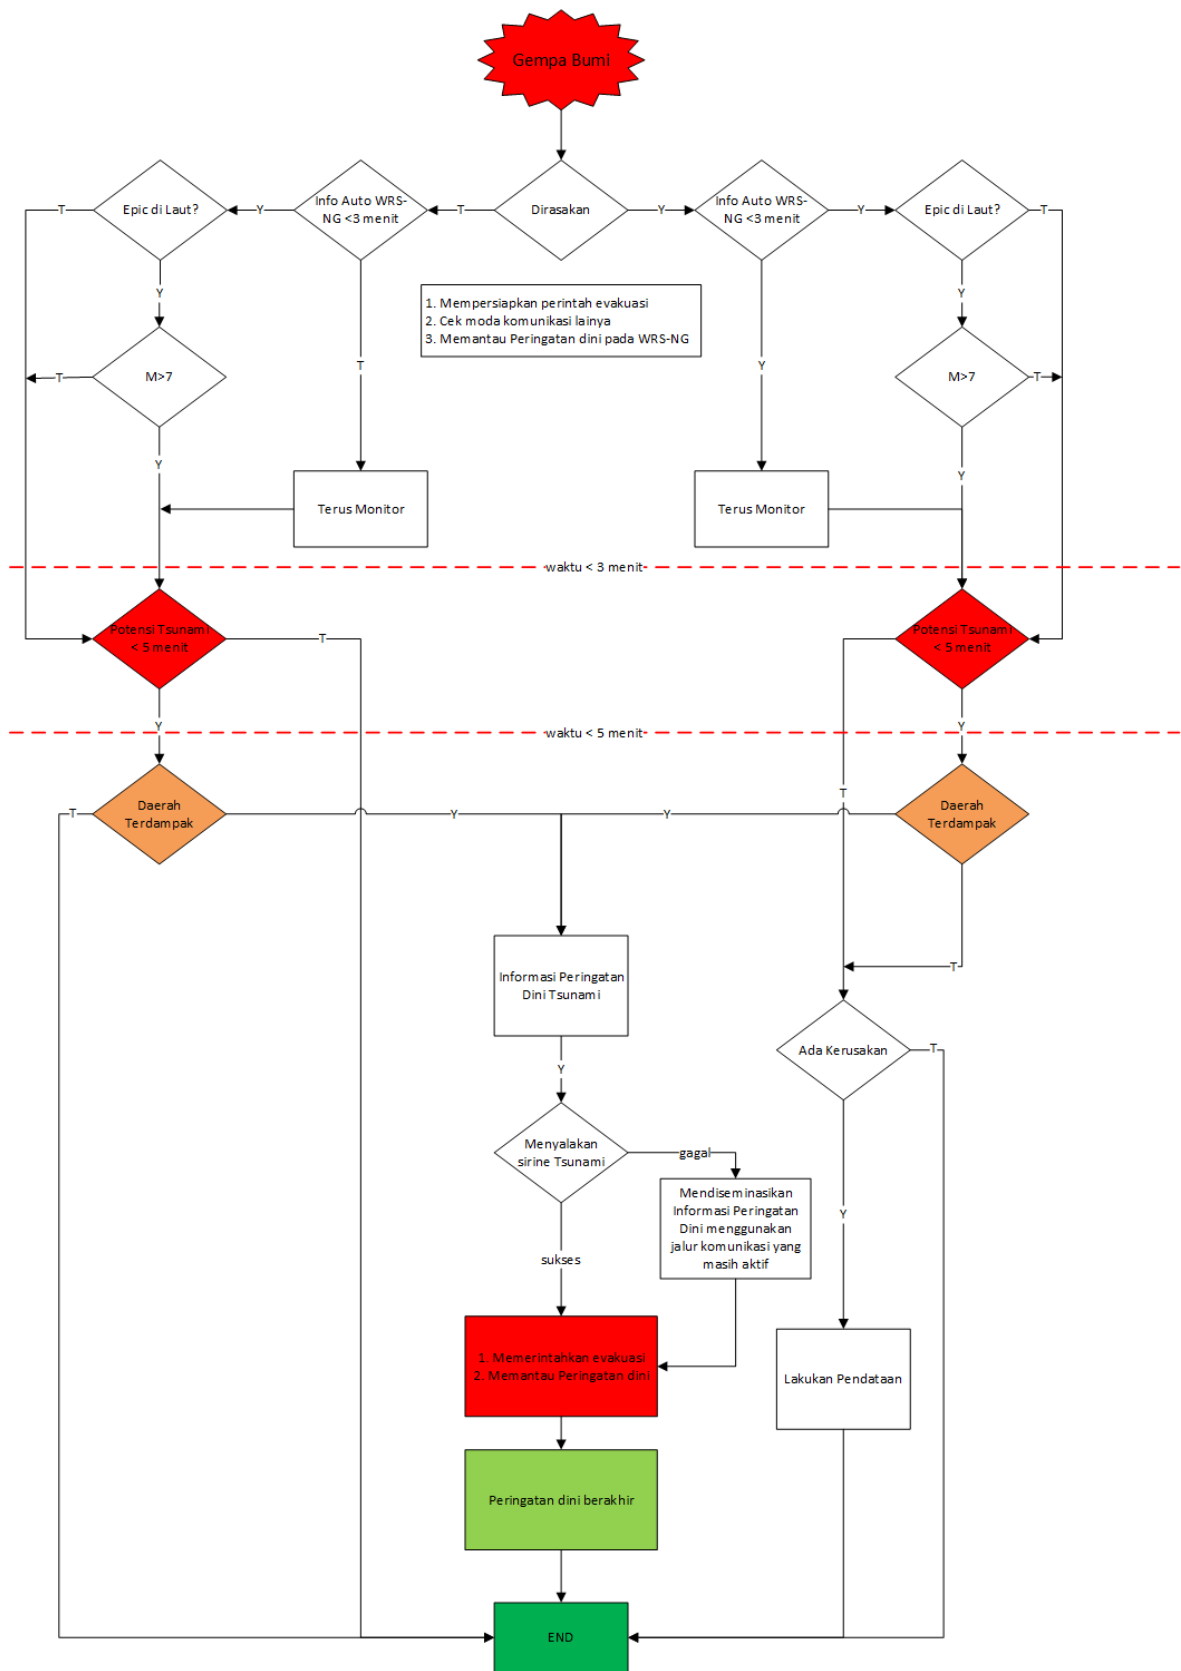 Gempa Bumi
Epic di Laut?
T
Y
Info Auto WRS-
NG <3 menit
T
Dirasakan
Y
Info Auto WRS-
NG <3 menit
Y
Epic di Laut?
T
Y
Y
1. Mempersiapkan perintah evakuasi
2. Cek moda komunikasi lainya
3. Memantau Peringatan dini pada WRS-NG
T
Y
T
M>7
M>7
T
Y
Y
Terus Monitor
Terus Monitor
waktu < 3 menit
Potensi Tsunami
< 5 menit
T
Potensi Tsunami
< 5 menit
Y
Y
waktu < 5 menit
T
Daerah
Terdampak
Y
Y
T
Daerah
Terdampak
T
Informasi Peringatan
Dini Tsunami
Y
Ada Kerusakan
T
Menyalakan
sirine Tsunami
gagal
Mendiseminasikan
Informasi Peringatan
Dini menggunakan
jalur komunikasi yang
masih aktif
Y
sukses
1. Memerintahkan evakuasi
2. Memantau Peringatan dini
Lakukan Pendataan
Peringatan dini berakhir
END